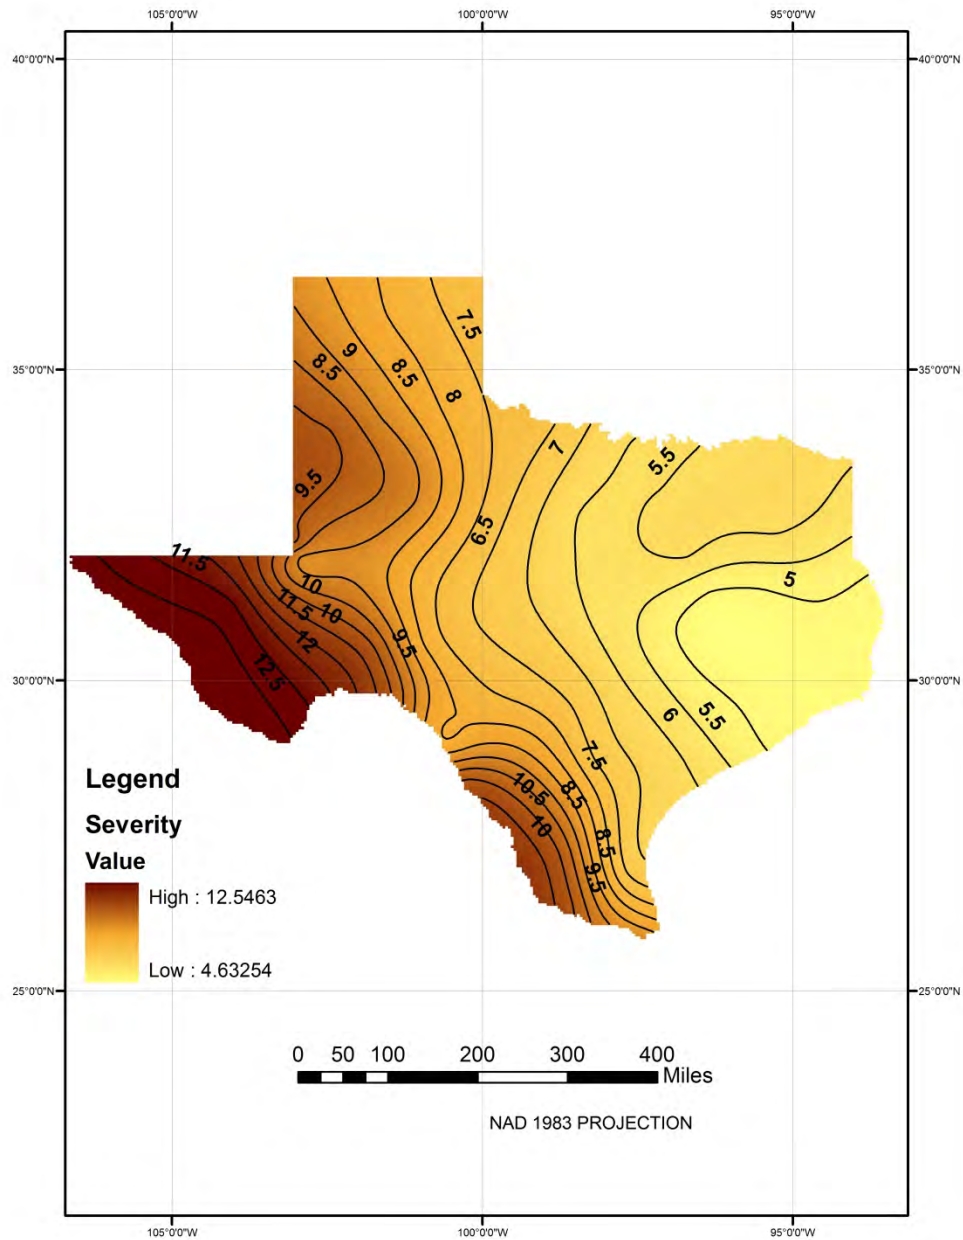 105°0'0"W 100°0'0"W 95°0'0"W
40°0'0"N 40°0'0"N
7.5
9
8.5
8.5
35°0'0"N 35°0'0"N
8
7
5.5
9.5
6.5
11.5
5
10
11.5
10
12
9.5
12.5
30°0'0"N 30°0'0"N
6
5.5
7.5
Legend
10.5
8.5
Severity
10
8.5
Value
9.5
High : 12.5463
Low : 4.63254
25°0'0"N 25°0'0"N
0 50 100 200 300 400
Miles
NAD 1983 PROJECTION
105°0'0"W 100°0'0"W 95°0'0"W